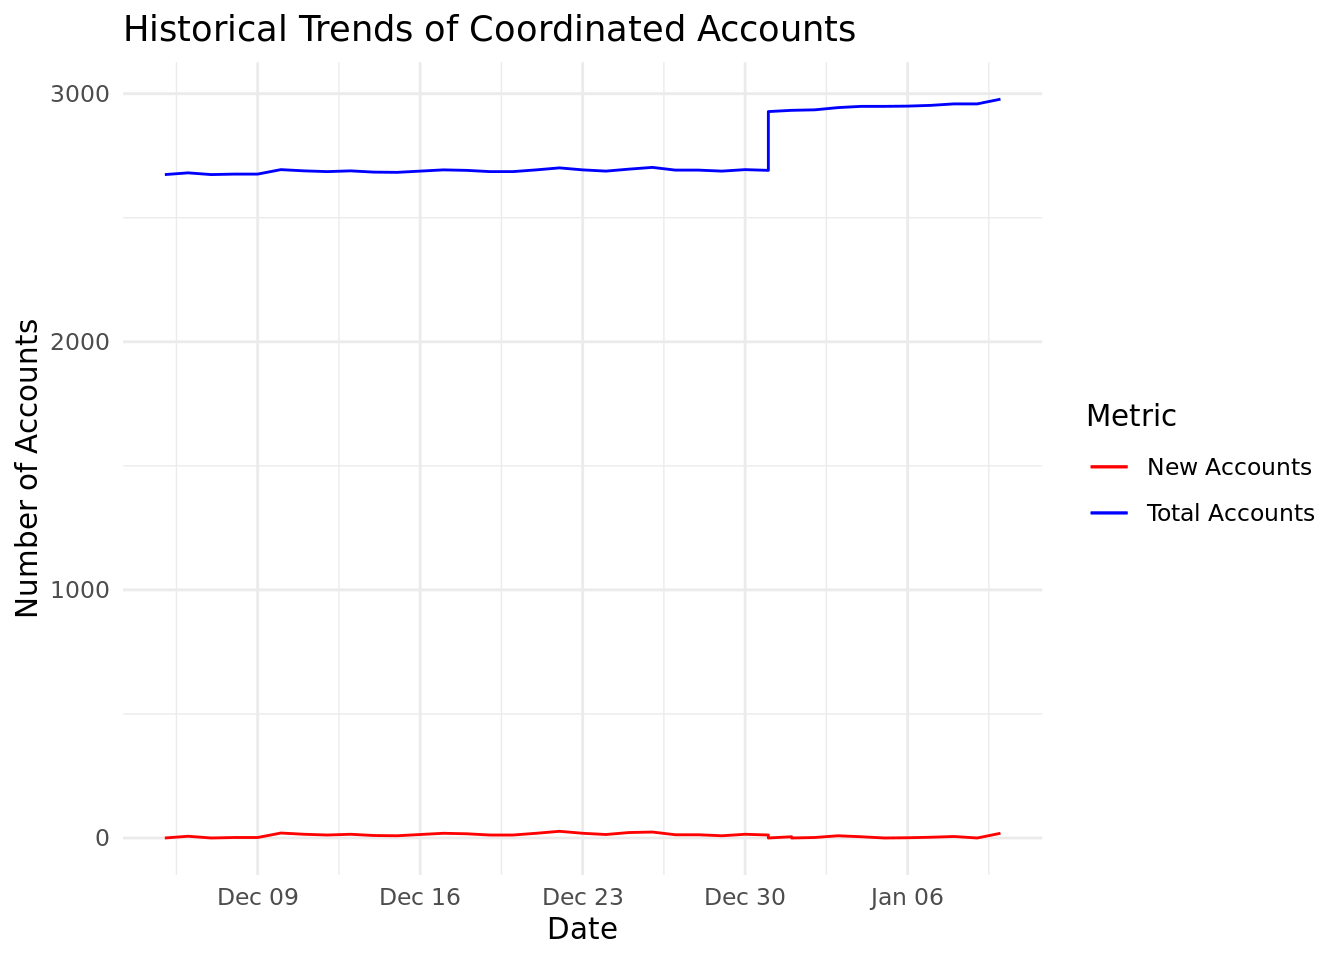 Historical Trends of Coordinated Accounts
3000
2000
1000
0
Number of Accounts
Dec 09
Dec 16
Dec 23
Dec 30
Jan 06
Date
Metric
New Accounts
Total Accounts